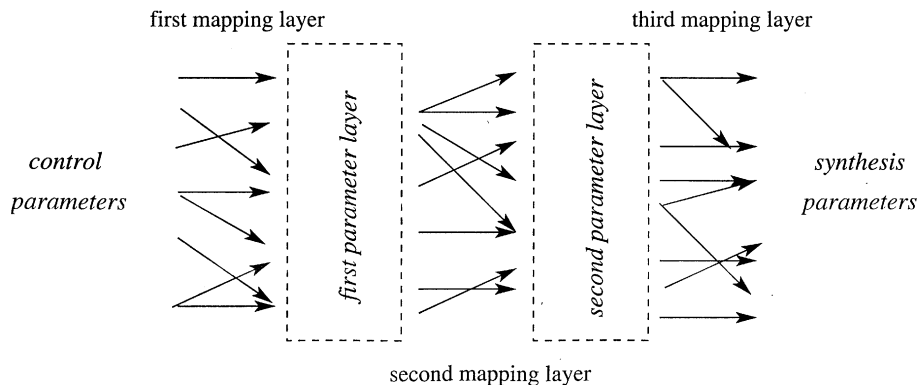 first mapping layer
third mapping layer
control
parameters
first parameter layer
second parameter layer
synthesis
parameters
second mapping layer